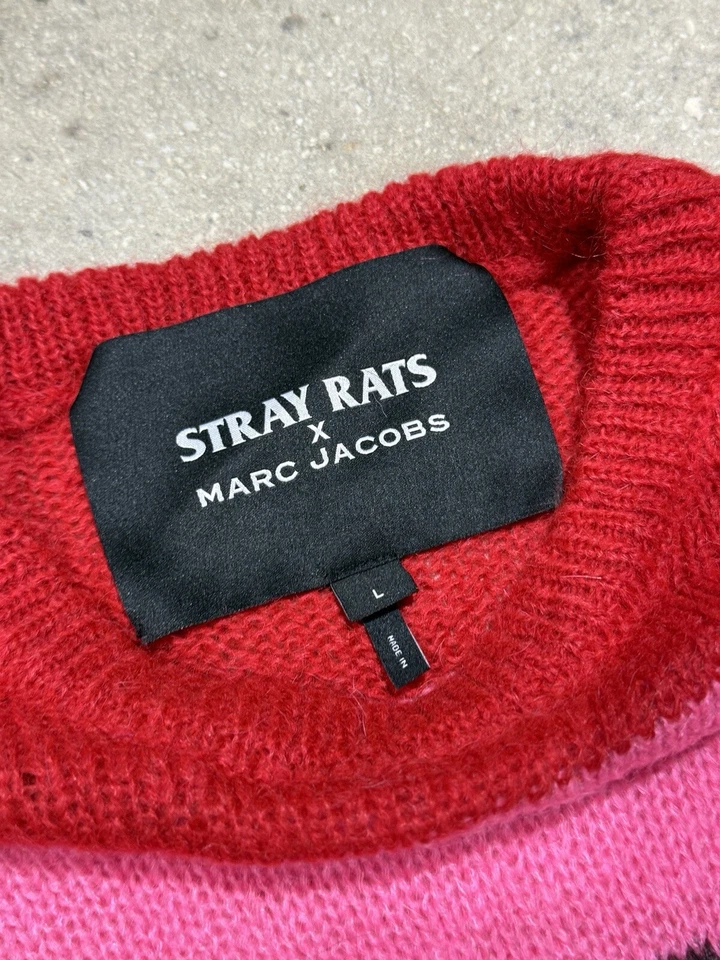 STRAY RATS
X
MARC JACOBS
L
MADE IN